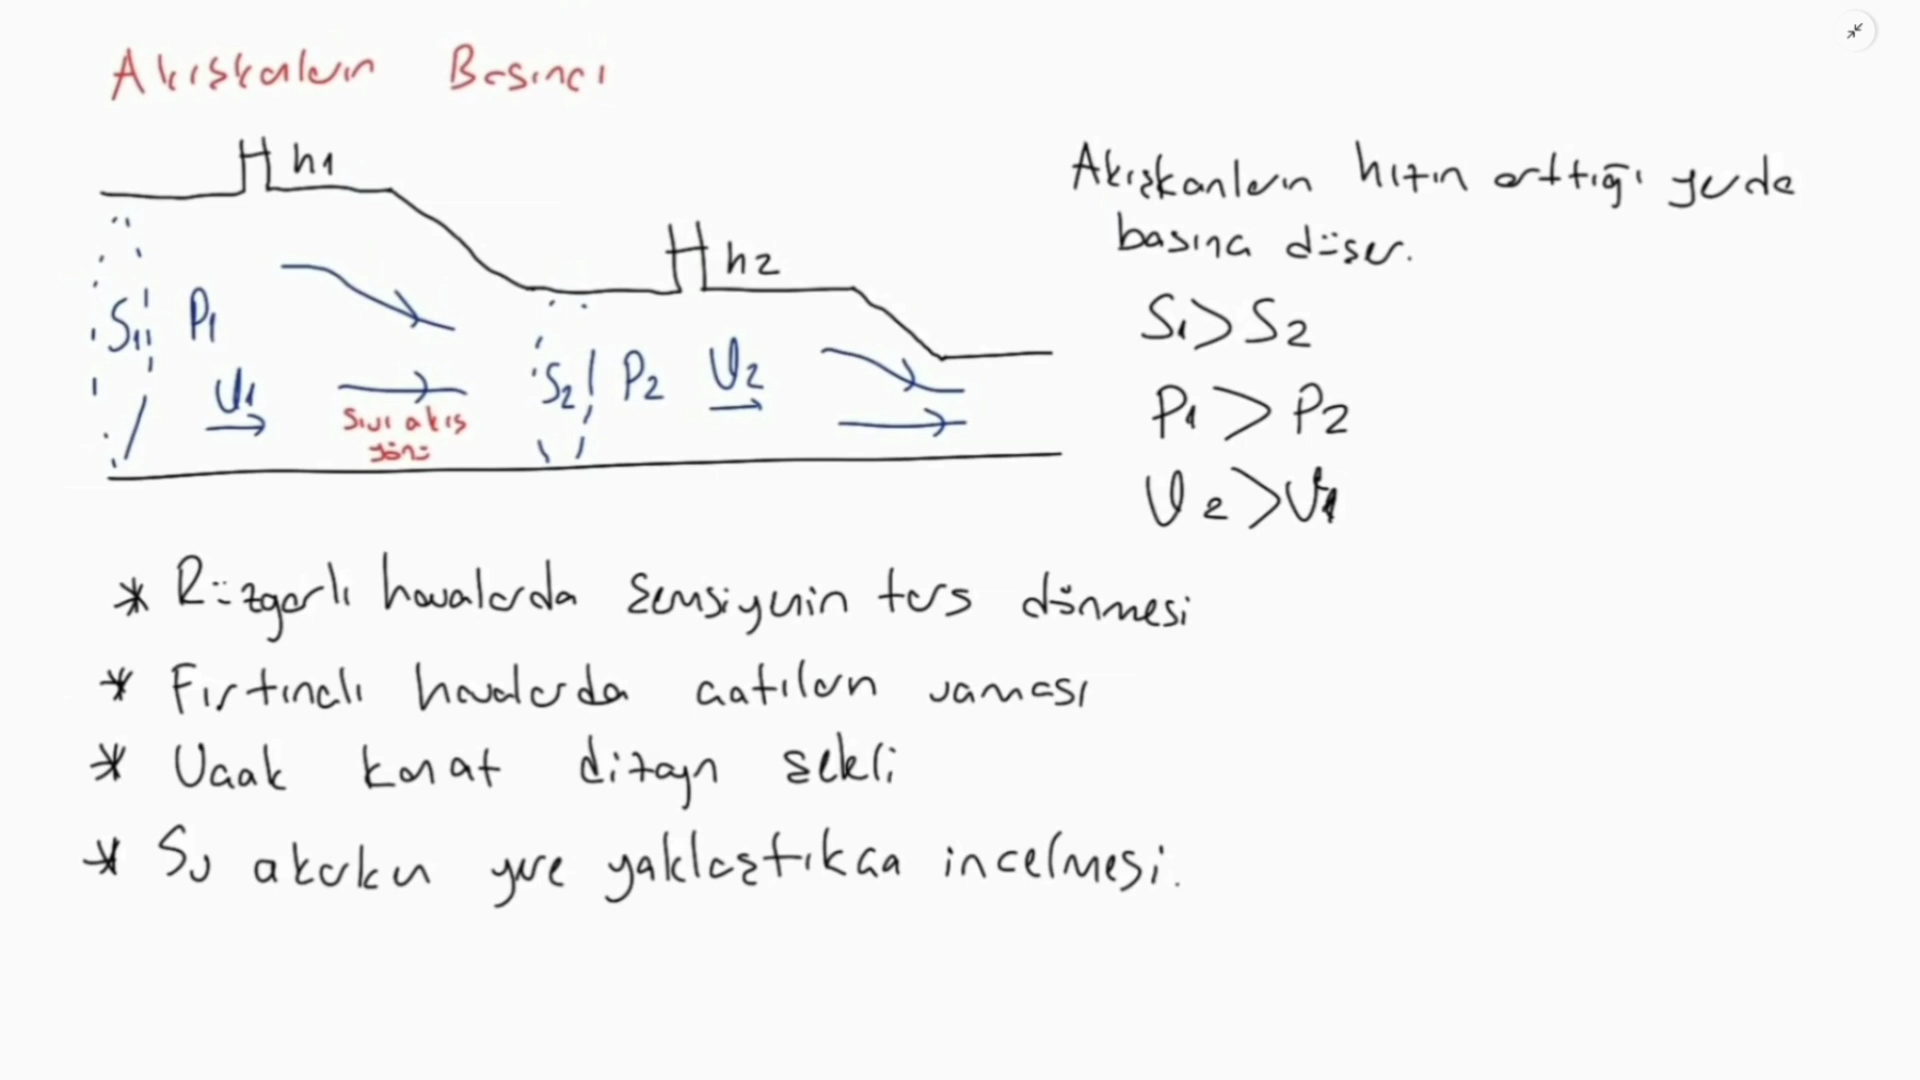 Akışkanların Basıncı
h1
Akışkanların hızın arttığı yerde
basınç düşer.
h2
S1 P1
S1 > S2
S2 P2 V2
V1
P1 > P2
Sıvı akış
yönü
V2 > V1
* Rüzgarlı havalarda şemsiyenin ters dönmesi
* Fırtınalı havalarda çatıların uçması
* Uçak kanat dizayn şekli
* Su akarken yere yaklaştıkça incelmesi.